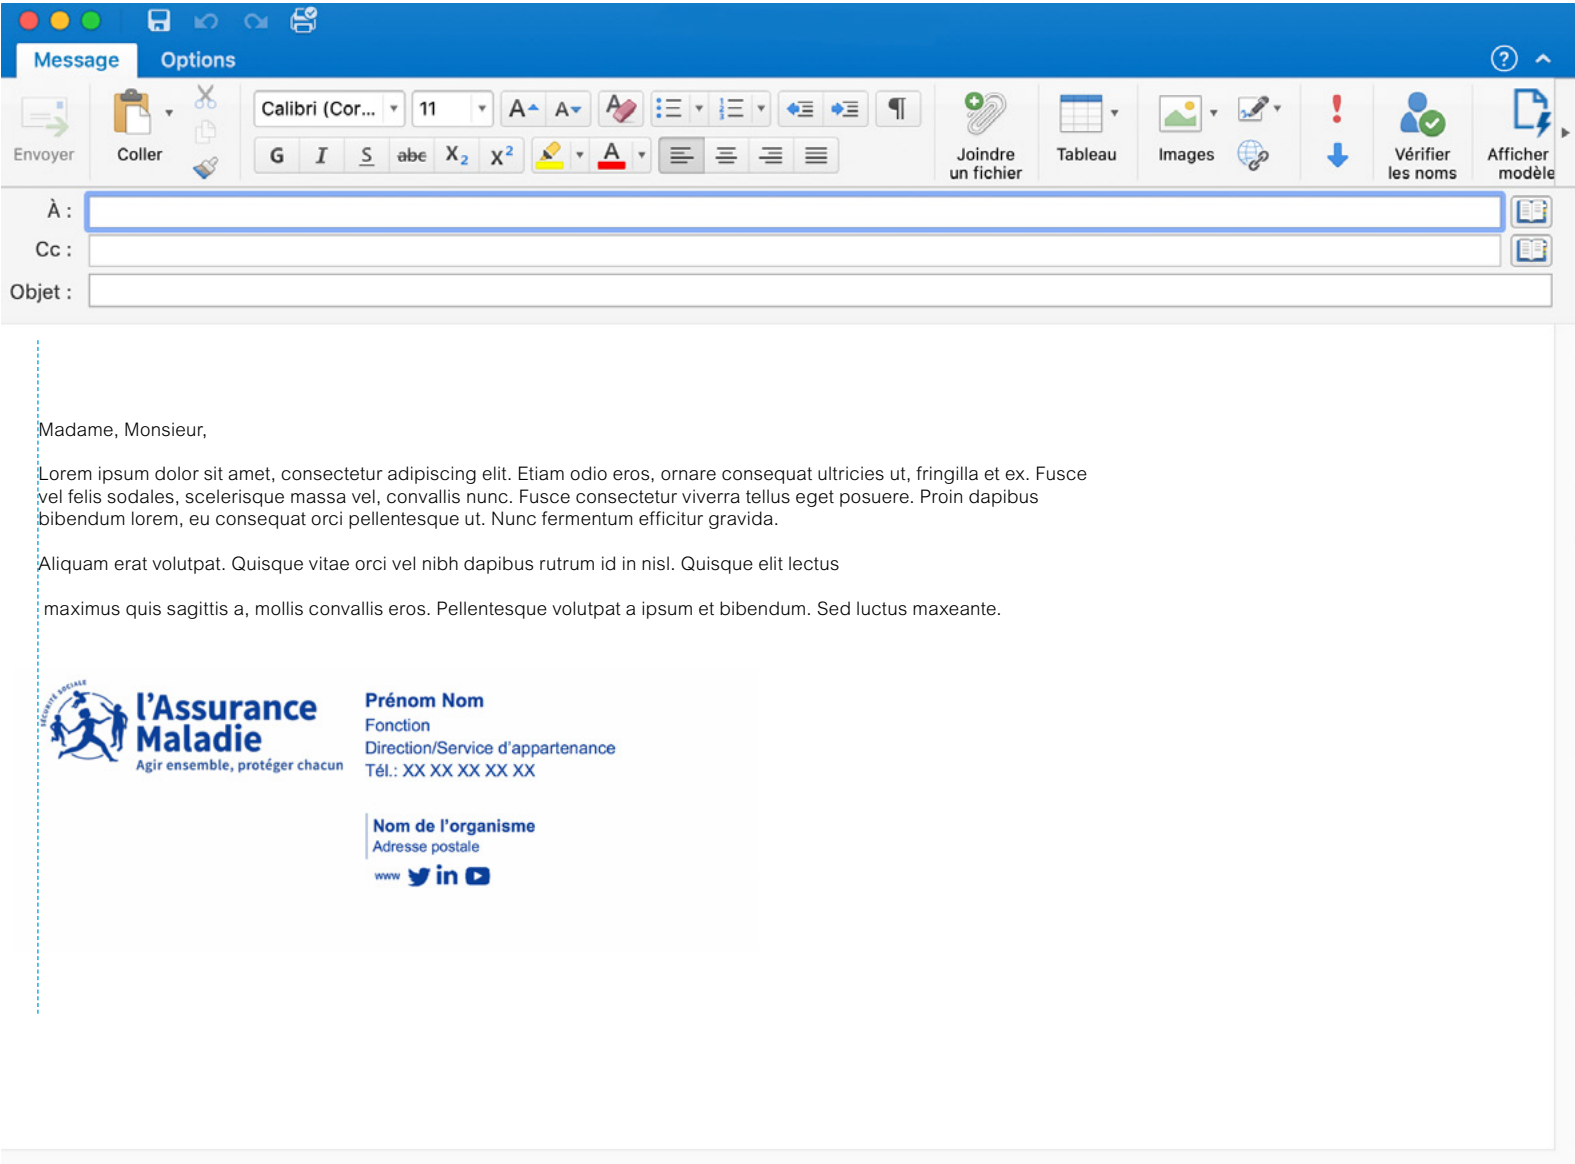 Message Options
Calibri (Cor... 11 A A A
Envoyer Coller G I S abc X2 X² A Joindre un fichier Tableau Images Vérifier les noms Afficher modèle
À :
Cc :
Objet :
Madame, Monsieur,
Lorem ipsum dolor sit amet, consectetur adipiscing elit. Etiam odio eros, ornare consequat ultricies ut, fringilla et ex. Fusce
vel felis sodales, scelerisque massa vel, convallis nunc. Fusce consectetur viverra tellus eget posuere. Proin dapibus
bibendum lorem, eu consequat orci pellentesque ut. Nunc fermentum efficitur gravida.
Aliquam erat volutpat. Quisque vitae orci vel nibh dapibus rutrum id in nisl. Quisque elit lectus
maximus quis sagittis a, mollis convallis eros. Pellentesque volutpat a ipsum et bibendum. Sed luctus maxeante.
SÉCURITÉ SOCIALE
l'Assurance
Maladie
Agir ensemble, protéger chacun
Prénom Nom
Fonction
Direction/Service d'appartenance
Tél.: XX XX XX XX XX
Nom de l'organisme
Adresse postale
www in